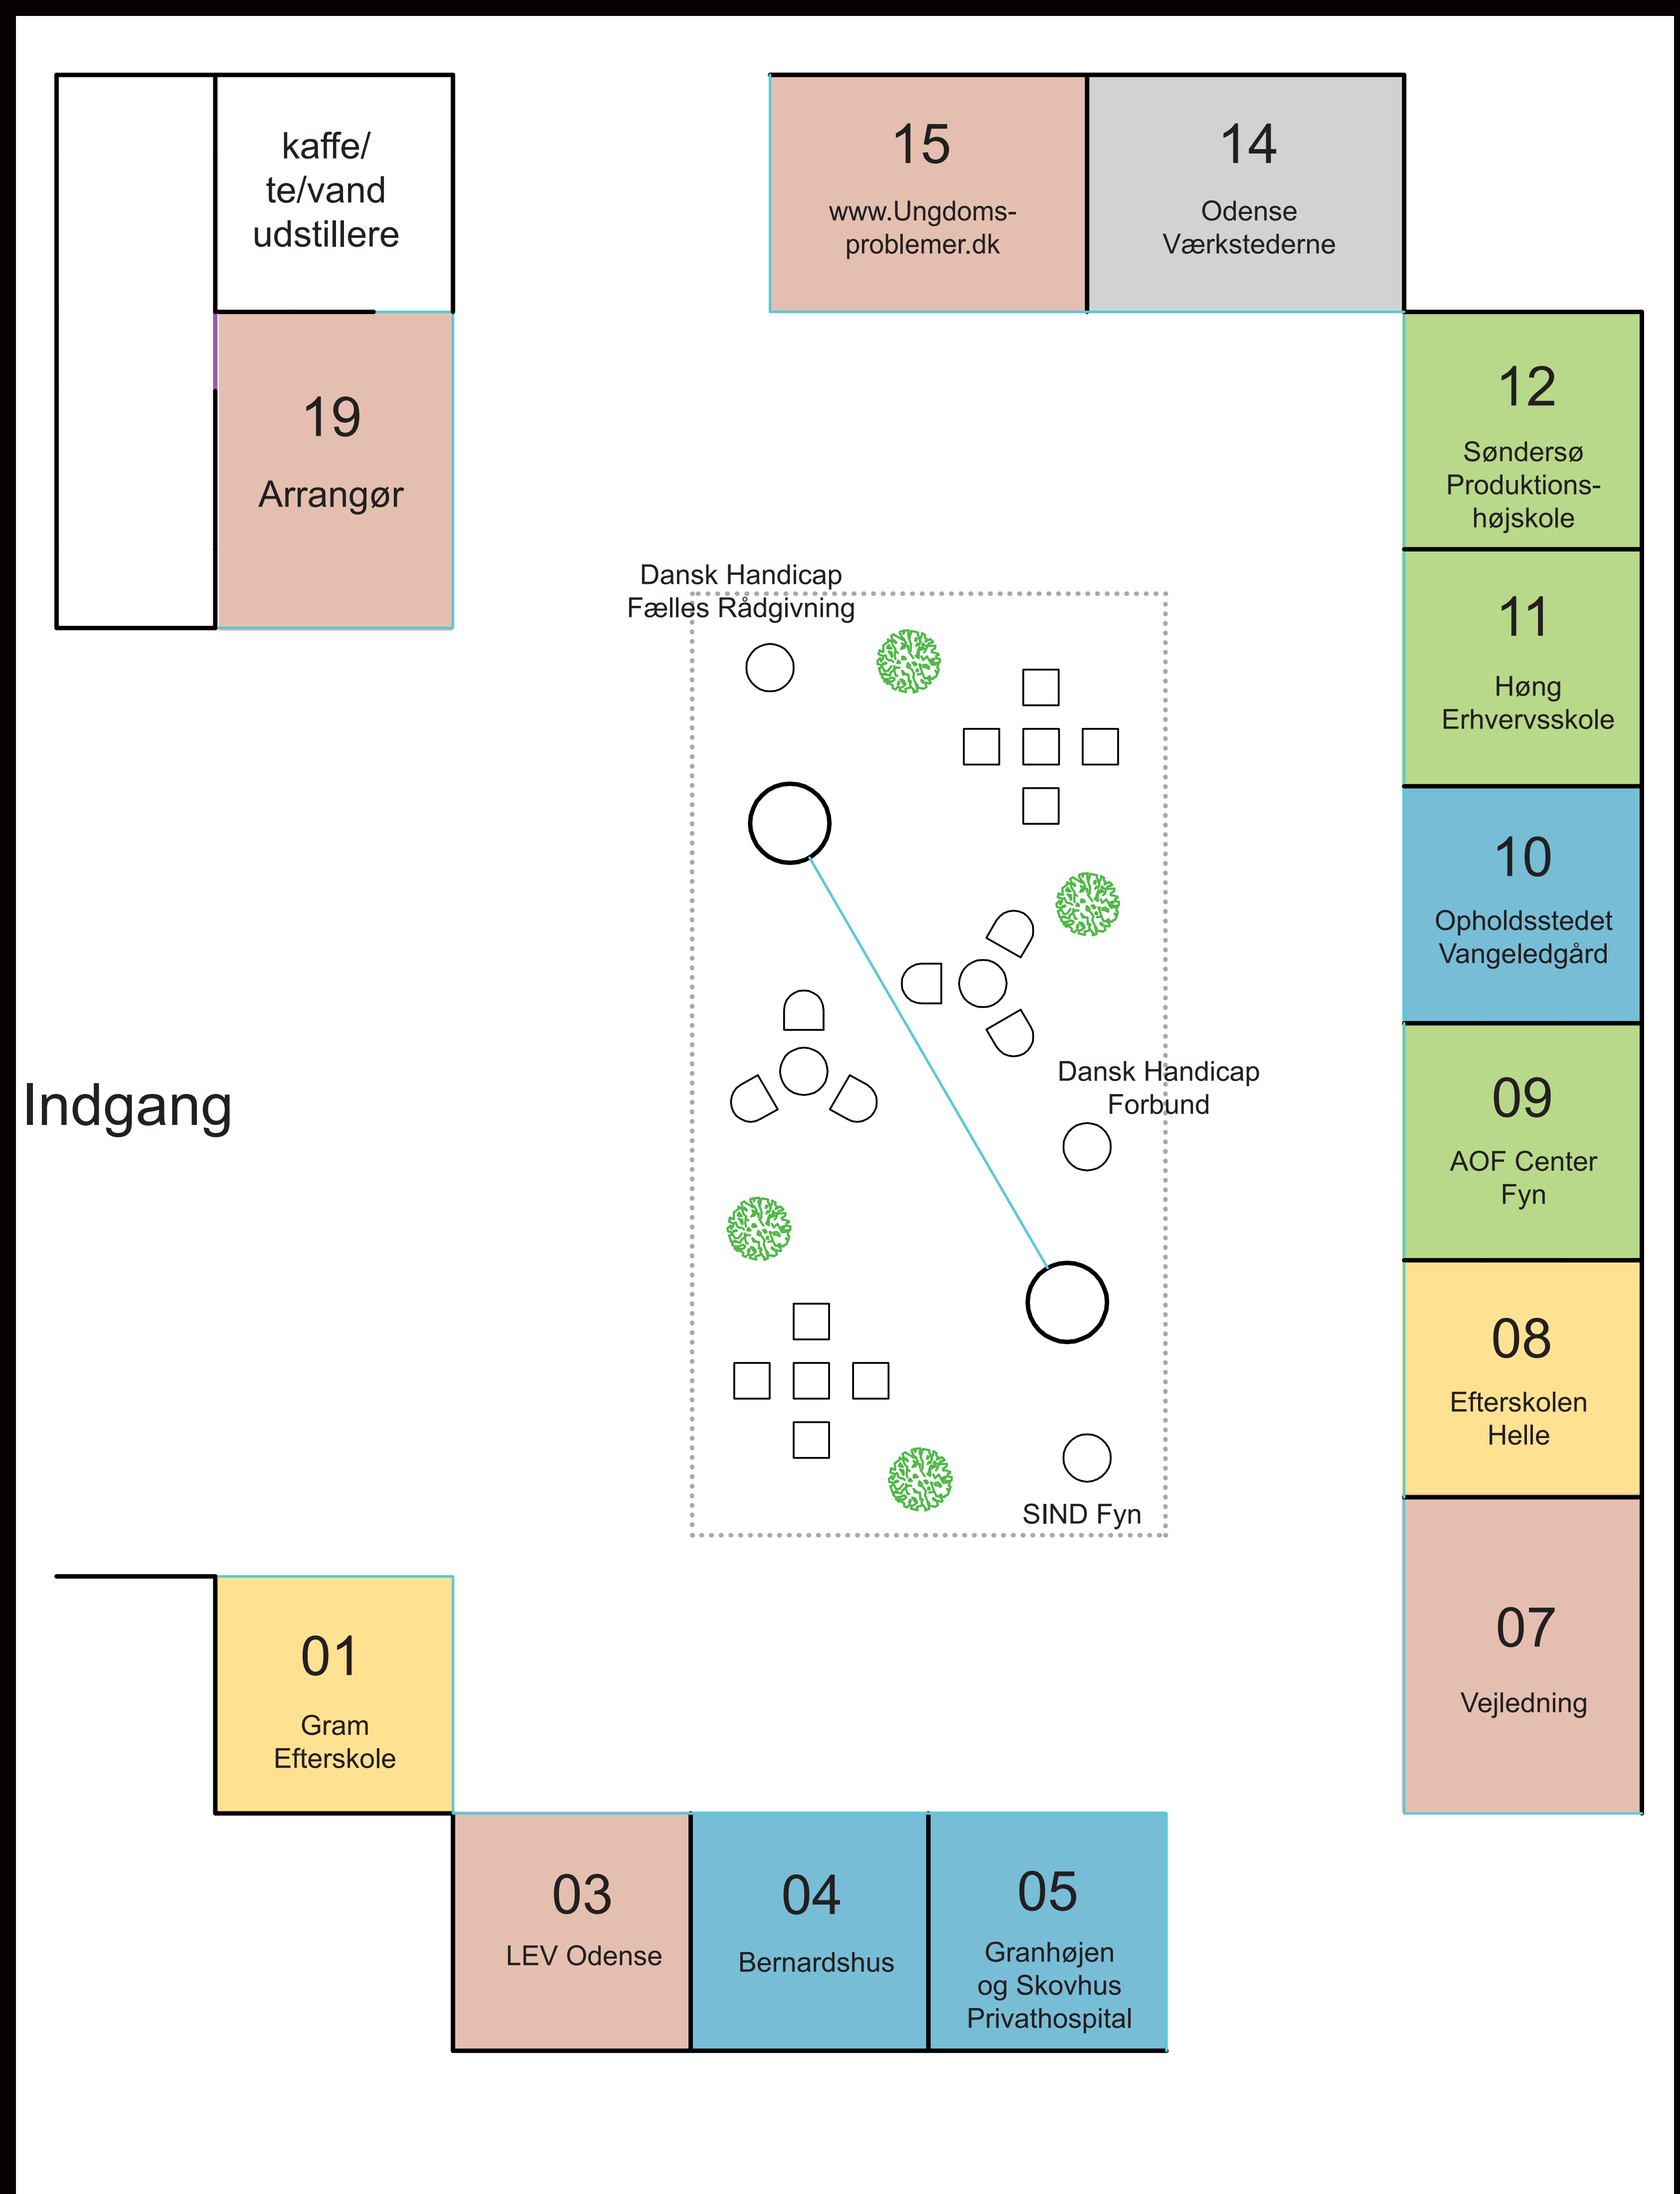 kaffe/
te/vand
udstillere
15
www.Ungdoms-
problemer.dk
14
Odense
Værkstederne
19
Arrangør
12
Søndersø
Produktions-
højskole
11
Høng
Erhvervsskole
10
Opholdsstedet
Vangeledgård
09
AOF Center
Fyn
08
Efterskolen
Helle
07
Vejledning
Dansk Handicap
Fælles Rådgivning
Dansk Handicap
Forbund
SIND Fyn
Indgang
01
Gram
Efterskole
03
LEV Odense
04
Bernardshus
05
Granhøjen
og Skovhus
Privathospital